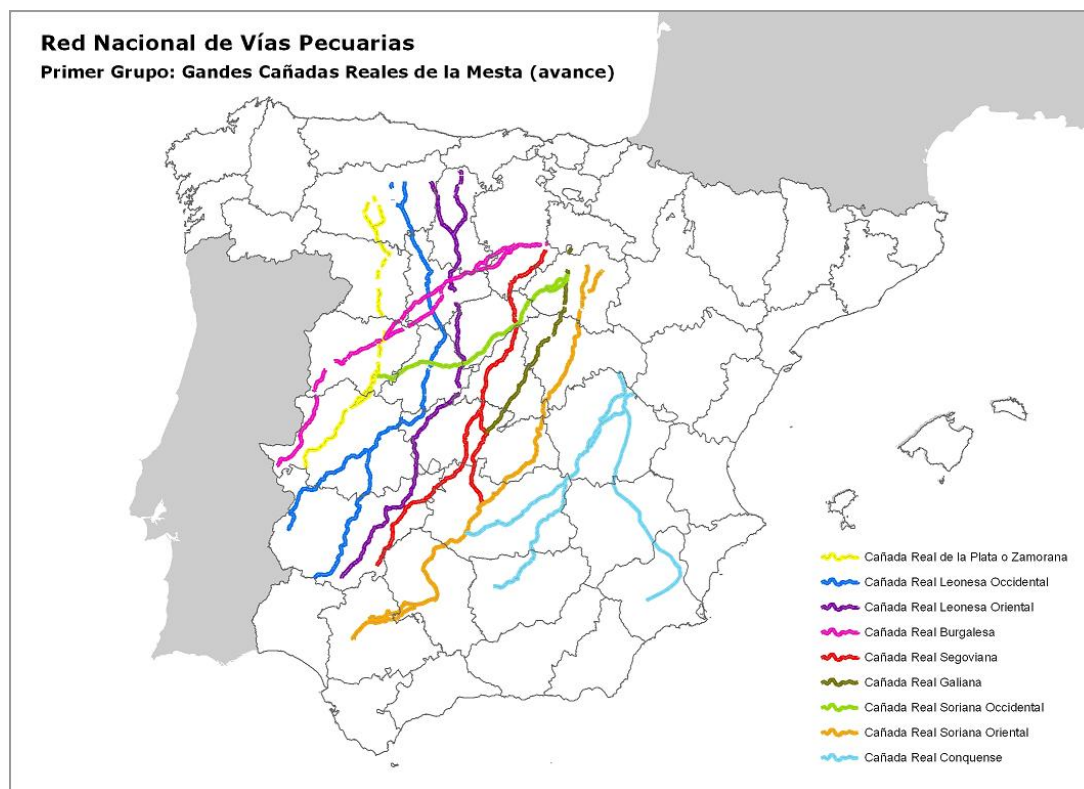 Red Nacional de Vías Pecuarias
Primer Grupo: Gandes Cañadas Reales de la Mesta (avance)
Cañada Real de la Plata o Zamorana
Cañada Real Leonesa Occidental
Cañada Real Leonesa Oriental
Cañada Real Burgalesa
Cañada Real Segoviana
Cañada Real Galiana
Cañada Real Soriana Occidental
Cañada Real Soriana Oriental
Cañada Real Conquense